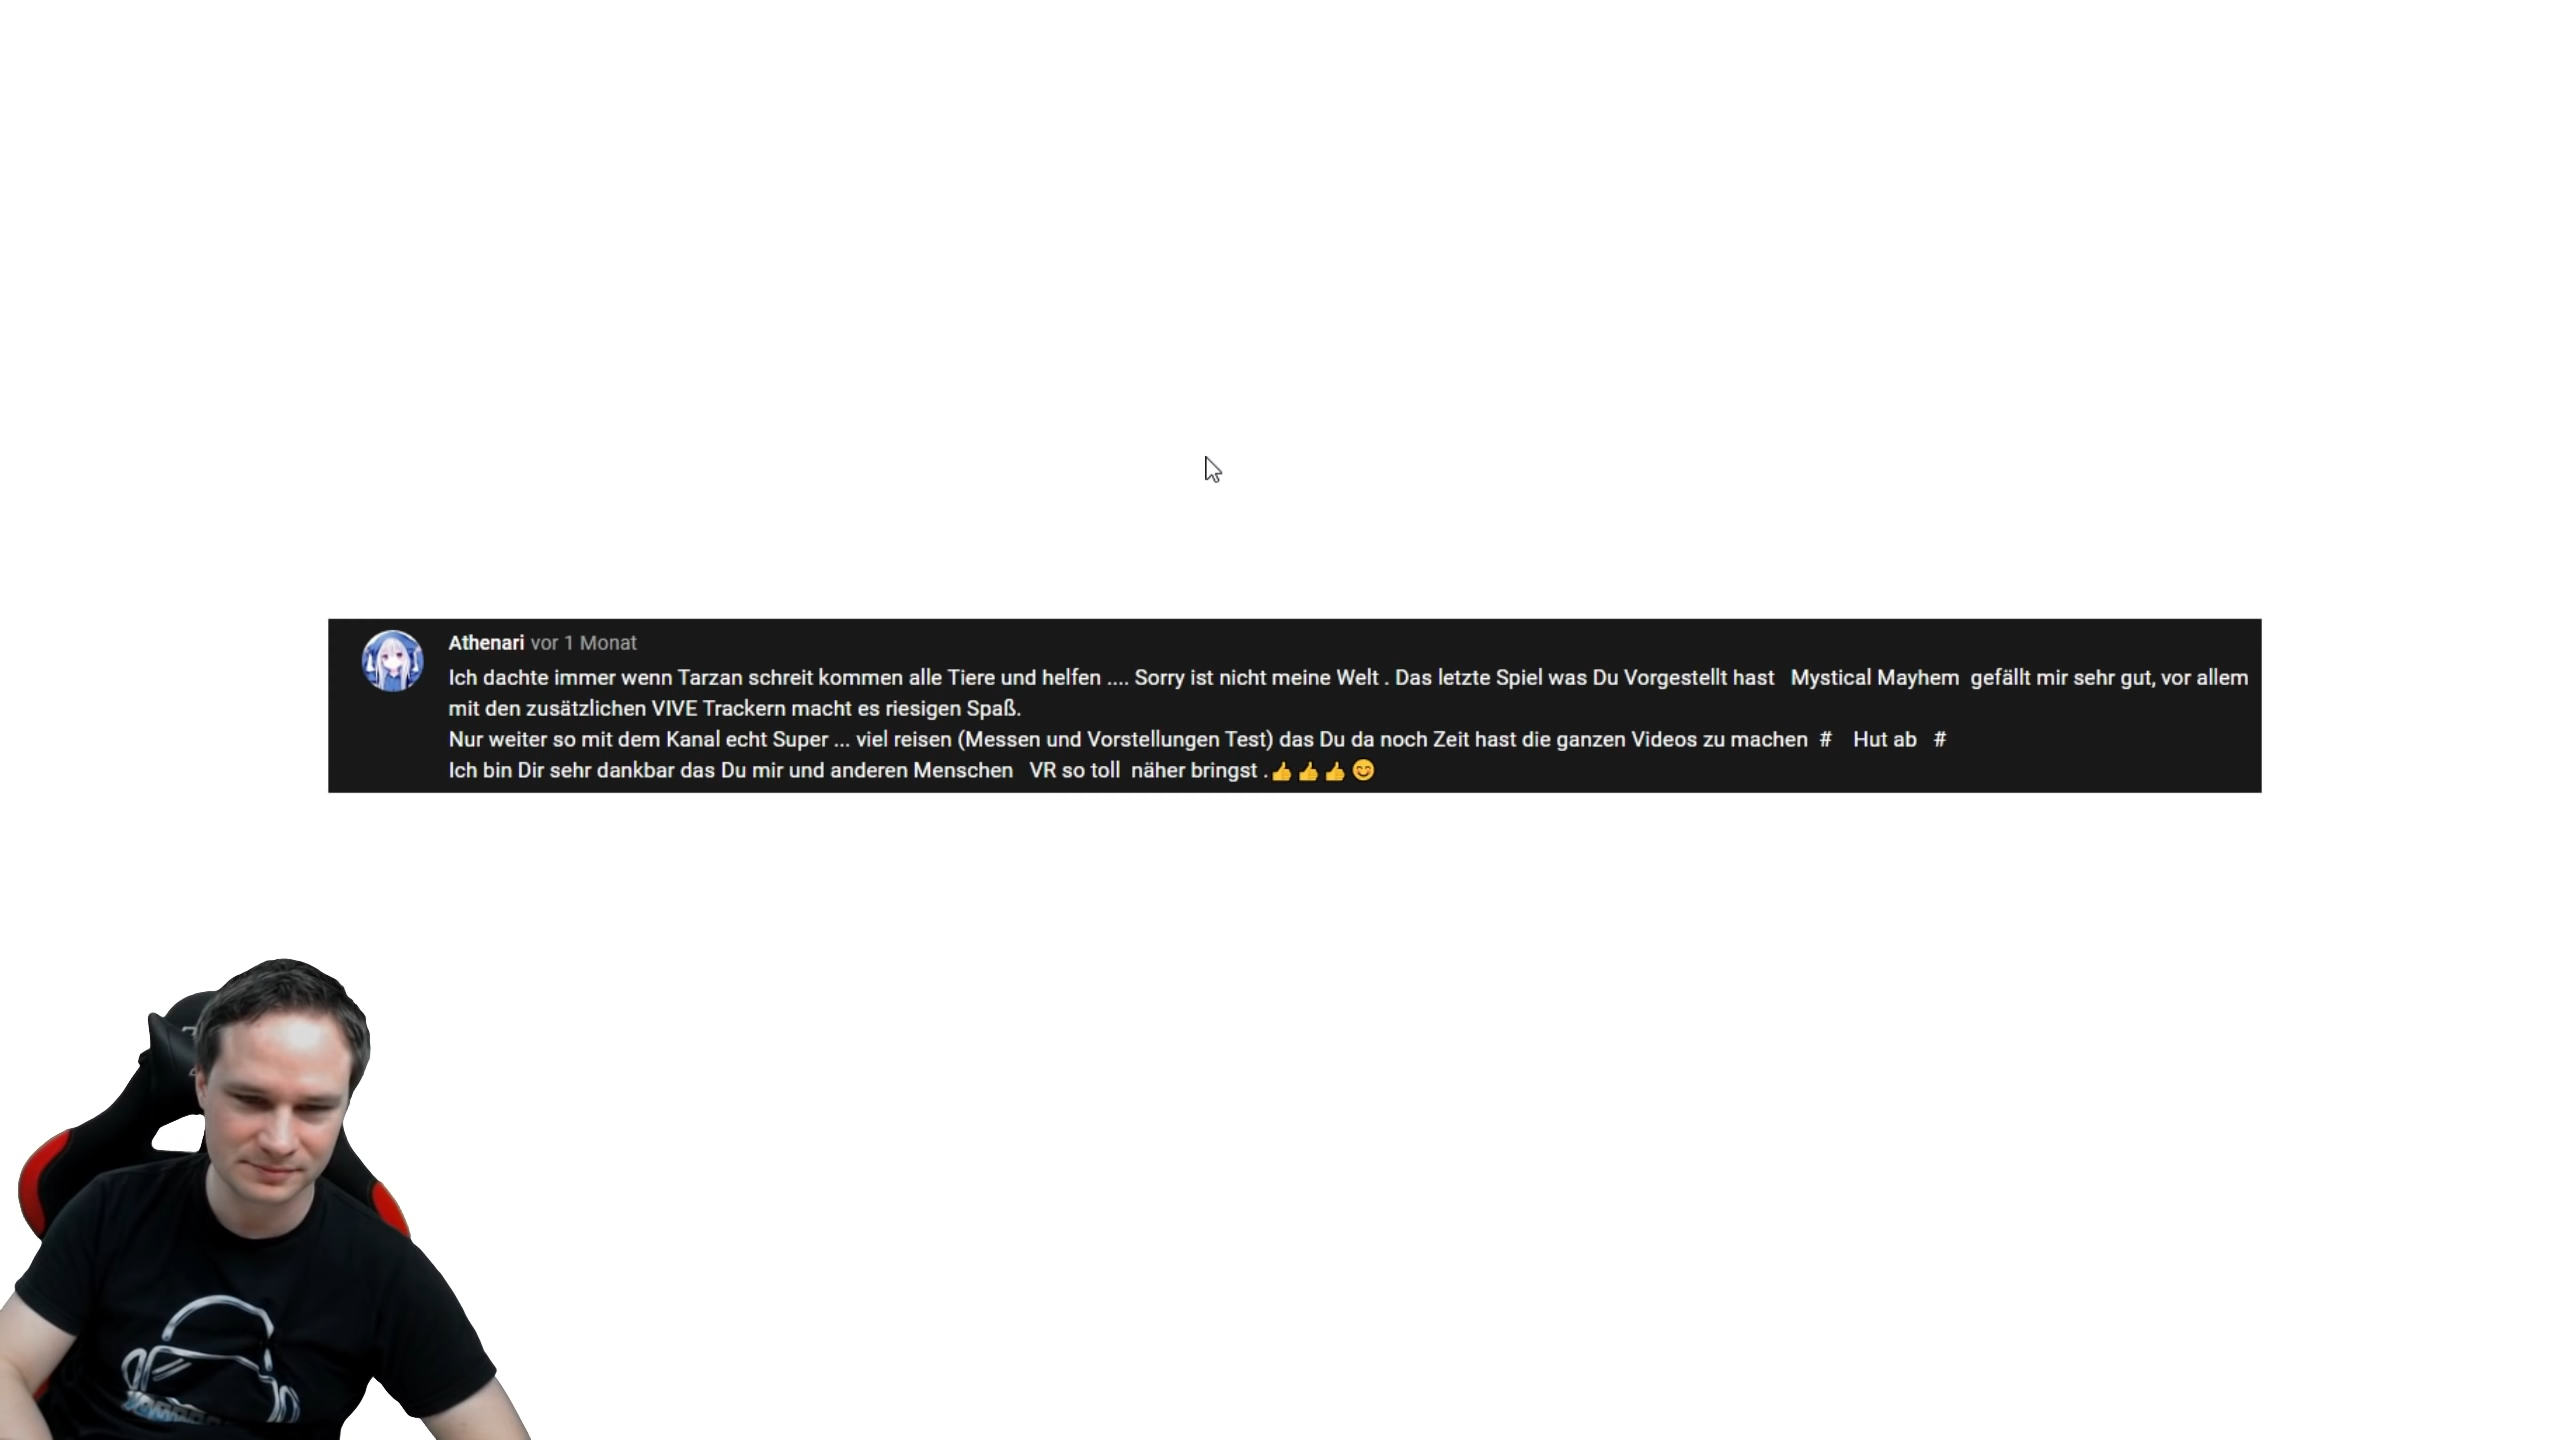 Athenari vor 1 Monat
Ich dachte immer wenn Tarzan schreit kommen alle Tiere und helfen .... Sorry ist nicht meine Welt . Das letzte Spiel was Du Vorgestellt hast Mystical Mayhem gefällt mir sehr gut, vor allem
mit den zusätzlichen VIVE Trackern macht es riesigen Spaß.
Nur weiter so mit dem Kanal echt Super ... viel reisen (Messen und Vorstellungen Test) das Du da noch Zeit hast die ganzen Videos zu machen # Hut ab #
Ich bin Dir sehr dankbar das Du mir und anderen Menschen VR so toll näher bringst .👍👍👍😊